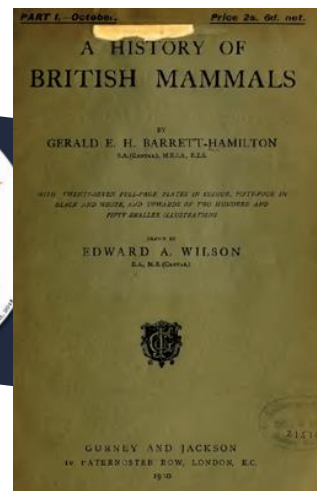 PART I.—October. Price 2s. 6d. net.
A HISTORY OF
BRITISH MAMMALS
BY
GERALD E. H. BARRETT-HAMILTON
B.A. (CANTAB.), M.R.I.A., F.Z.S.
WITH TWENTY-SEVEN FULL-PAGE PLATES IN COLOUR, FIFTY-FOUR IN
BLACK AND WHITE, AND UPWARDS OF TWO HUNDRED AND
FIFTY SMALLER ILLUSTRATIONS
DRAWN BY
EDWARD A. WILSON
B.A., M.B. (CANTAB.)
GURNEY AND JACKSON
10 PATERNOSTER ROW, LONDON, E.C.
1910